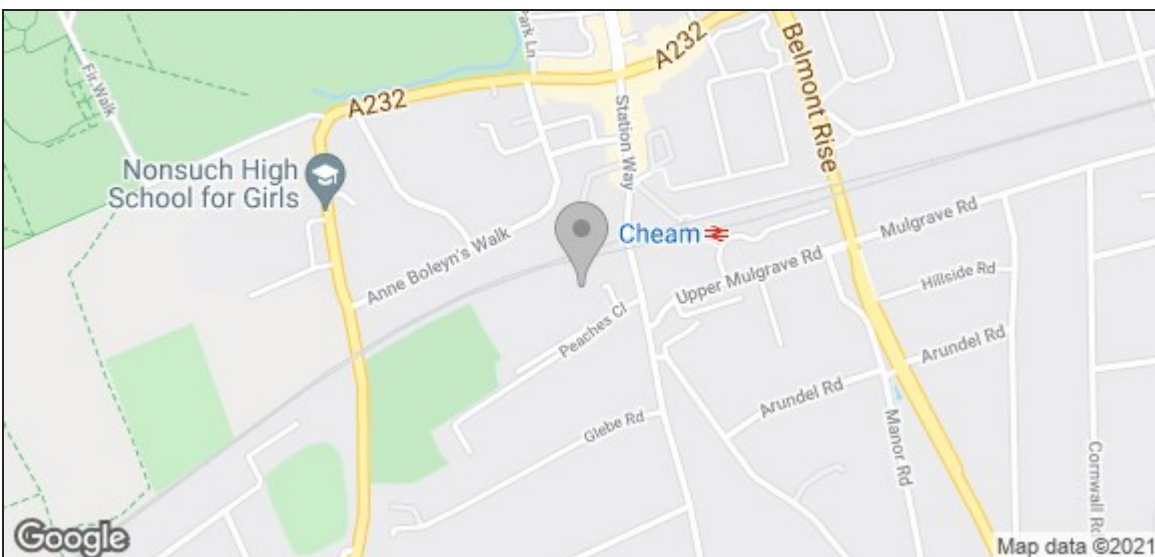 Park Ln
A232
Fir Walk
A232
Belmont Rise
Station Way
Nonsuch High
School for Girls
Cheam
Mulgrave Rd
Anne Boleyn's Walk
Upper Mulgrave Rd
Hillside Rd
Peaches Cl
Arundel Rd
Arundel Rd
Glebe Rd
Manor Rd
Cornwall Rd
Google
Map data ©2021